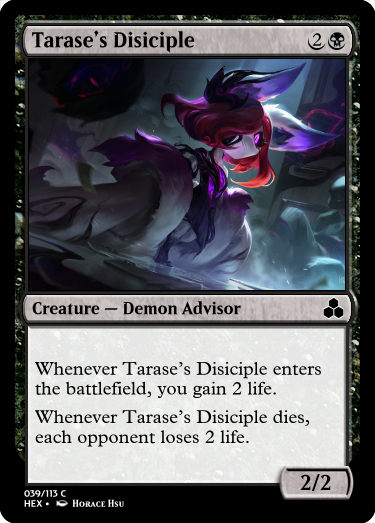 Tarase's Disiciple 2
Creature — Demon Advisor
Whenever Tarase's Disiciple enters
the battlefield, you gain 2 life.
Whenever Tarase's Disiciple dies,
each opponent loses 2 life.
2/2
039/113 C
HEX • Horace Hsu